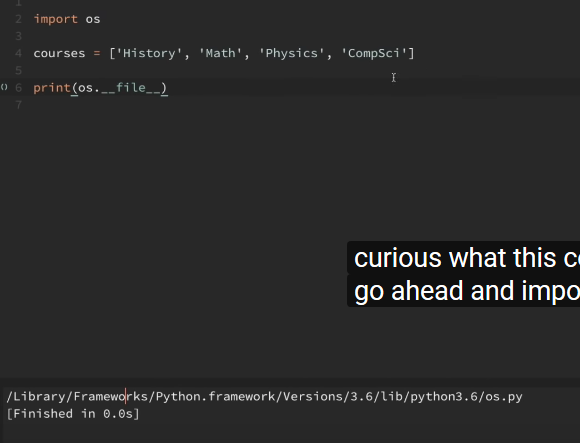 1
2 import os
3
4 courses = ['History', 'Math', 'Physics', 'CompSci']
5
6 print(os.__file__)
7
curious what this
go ahead and impo
/Library/Frameworks/Python.framework/Versions/3.6/lib/python3.6/os.py
[Finished in 0.0s]